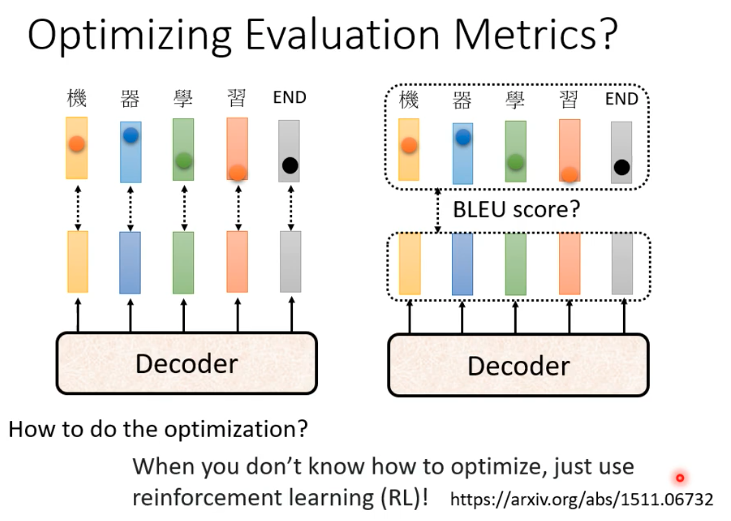 Optimizing Evaluation Metrics?
機 器 學 習 END
機 器 學 習 END
BLEU score?
Decoder
Decoder
How to do the optimization?
When you don’t know how to optimize, just use
reinforcement learning (RL)! https://arxiv.org/abs/1511.06732